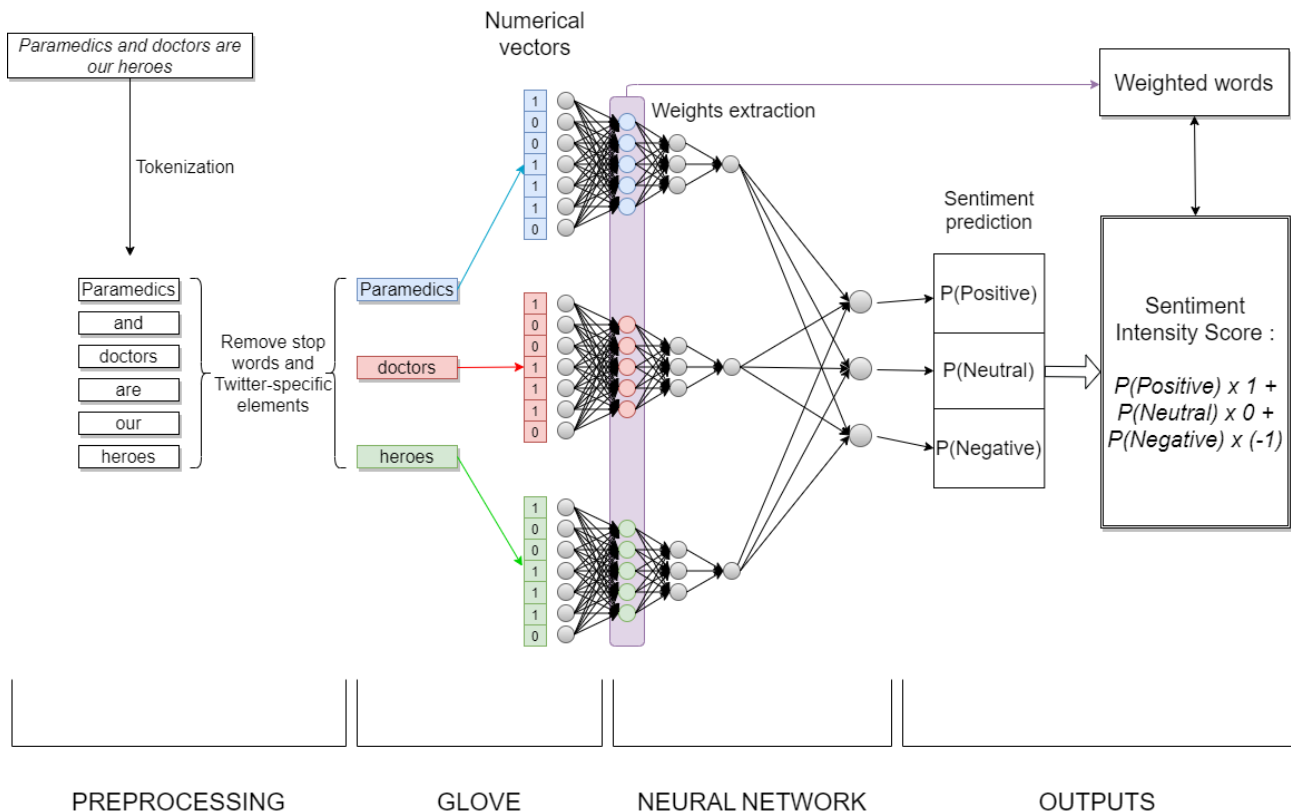 Paramedics and doctors are
our heroes
Tokenization
Paramedics
and
doctors
are
our
heroes
Remove stop
words and
Twitter-specific
elements
Paramedics
doctors
heroes
Numerical
vectors
1
0
0
1
1
1
0
1
0
0
1
1
1
0
1
0
0
1
1
1
0
Weights extraction
Sentiment
prediction
P(Positive)
P(Neutral)
P(Negative)
Weighted words
Sentiment
Intensity Score :
P(Positive) x 1 +
P(Neutral) x 0 +
P(Negative) x (-1)
PREPROCESSING
GLOVE
NEURAL NETWORK
OUTPUTS